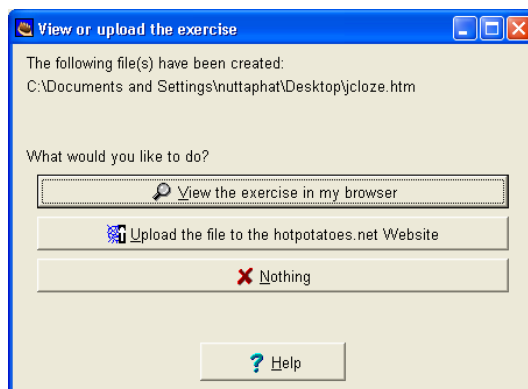 View or upload the exercise
The following file(s) have been created:
C:\Documents and Settings\nuttaphat\Desktop\jcloze.htm
What would you like to do?
View the exercise in my browser
Upload the file to the hotpotatoes.net Website
Nothing
Help